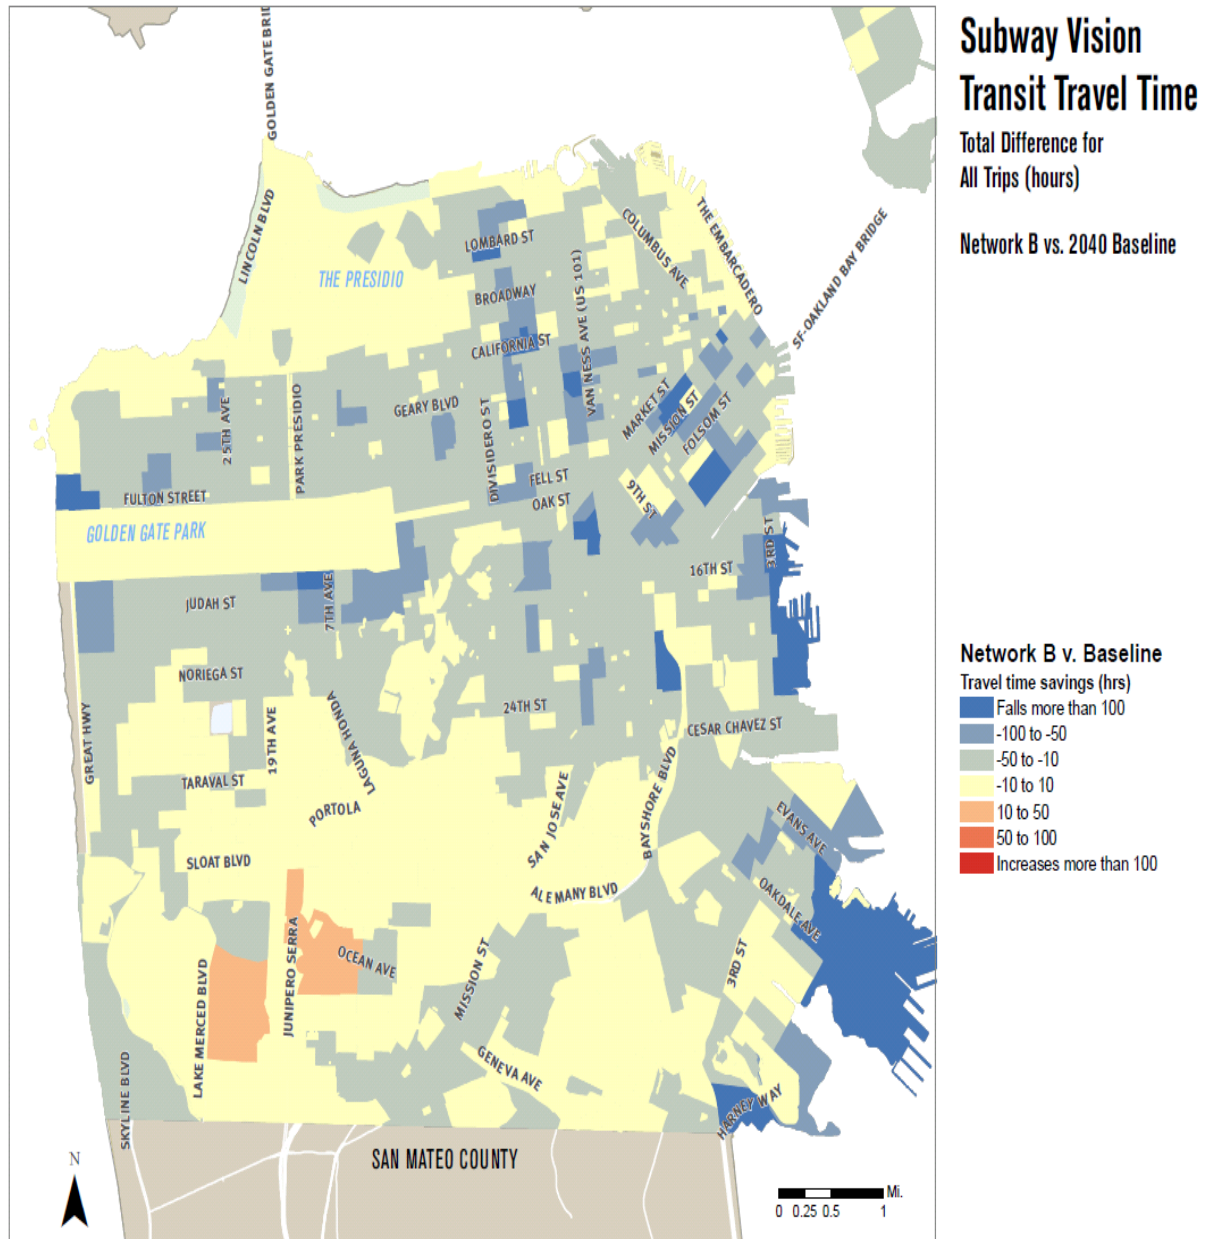 Subway Vision
Transit Travel Time
Total Difference for
All Trips (hours)
Network B vs. 2040 Baseline
GOLDEN GATE BRID
LINCOLN BLVD
THE PRESIDIO
LOMBARD ST
COLUMBUS AVE
THE EMBARCADERO
SF-OAKLAND BAY BRIDGE
BROADWAY
VAN NESS AVE (US 101)
CALIFORNIA ST
25TH AVE
PARK PRESIDIO
GEARY BLVD
DIVISIDERO ST
MARKET ST
MISSION ST
FOLSOM ST
FULTON STREET
FELL ST
OAK ST
9TH ST
GOLDEN GATE PARK
3RD ST
16TH ST
JUDAH ST
7TH AVE
NORIEGA ST
24TH ST
CESAR CHAVEZ ST
GREAT HWY
19TH AVE
LAGUNA HONDA
TARAVAL ST
PORTOLA
SAN JOSE AVE
BAYSHORE BLVD
EVANS AVE
SLOAT BLVD
ALEMANY BLVD
OAKDALE AVE
LAKE MERCED BLVD
JUNIPERO SERRA
OCEAN AVE
MISSION ST
3RD ST
GENEVA AVE
HARNEY WAY
SKYLINE BLVD
SAN MATEO COUNTY
N
Mi.
0 0.25 0.5 1
Network B v. Baseline
Travel time savings (hrs)
Falls more than 100
-100 to -50
-50 to -10
-10 to 10
10 to 50
50 to 100
Increases more than 100